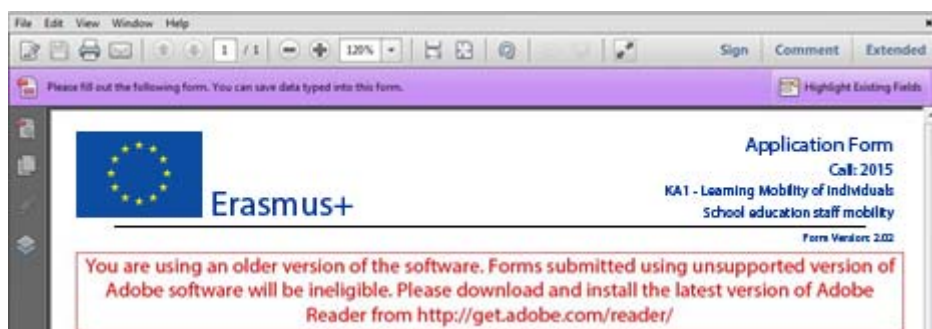 File Edit View Window Help
1 / 1 120% Sign Comment Extended
Please fill out the following form. You can save data typed into this form. Highlight Existing Fields
Application Form
Call: 2015
Erasmus+ KA1 - Learning Mobility of Individuals
School education staff mobility
Form Version: 2.02
You are using an older version of the software. Forms submitted using unsupported version of
Adobe software will be ineligible. Please download and install the latest version of Adobe
Reader from http://get.adobe.com/reader/